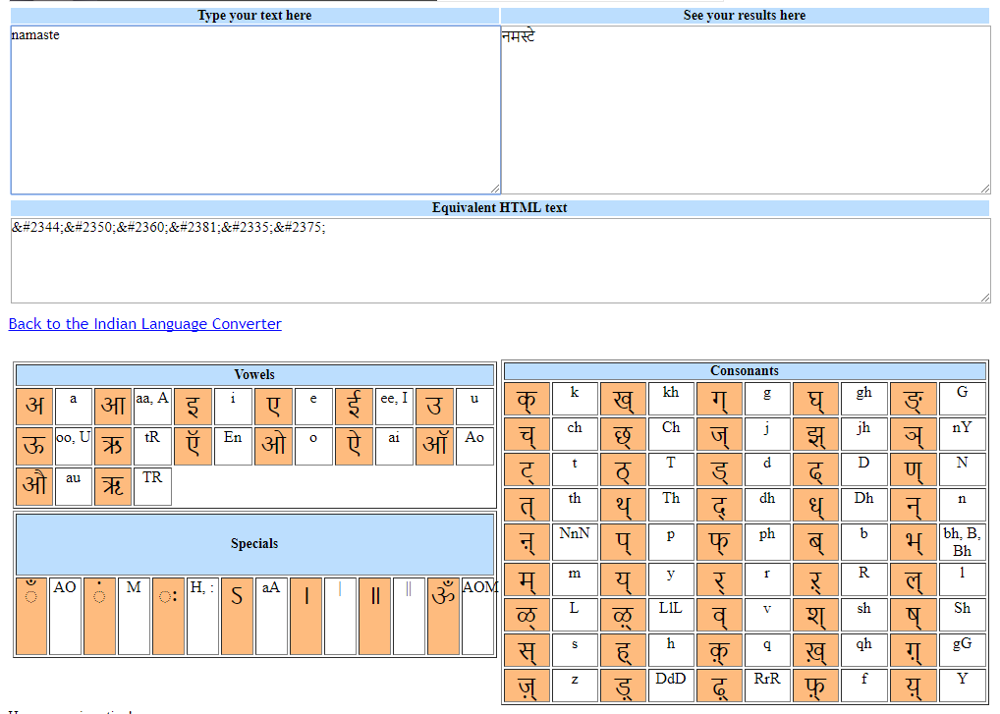 Type your text here See your results here
namaste नमस्टे
Equivalent HTML text
&#2344;&#2350;&#2360;&#2381;&#2335;&#2375;
Back to the Indian Language Converter
Vowels
अ a आ aa, A इ i ए e ई ee, I उ u
ऊ oo, U ऋ tR ऍ En ओ o ऐ ai ऑ Ao
औ au ॠ TR
Specials
ँ AO ं M ः H, : ऽ aA । | ॥ || ॐ AOM
Consonants
क् k ख् kh ग् g घ् gh ङ् G
च् ch छ् Ch ज् j झ् jh ञ् nY
ट् t ठ् T ड् d ढ् D ण् N
त् th थ् Th द् dh ध् Dh न् n
ऩ् NnN प् p फ् ph ब् b भ् bh, B, Bh
म् m य् y र् r ऱ् R ल् l
ळ् L ऴ् LlL व् v श् sh ष् Sh
स् s ह् h क़् q ख़् qh ग़् gG
ज़् z ड़् DdD ढ़् RrR फ़् f य़् Y